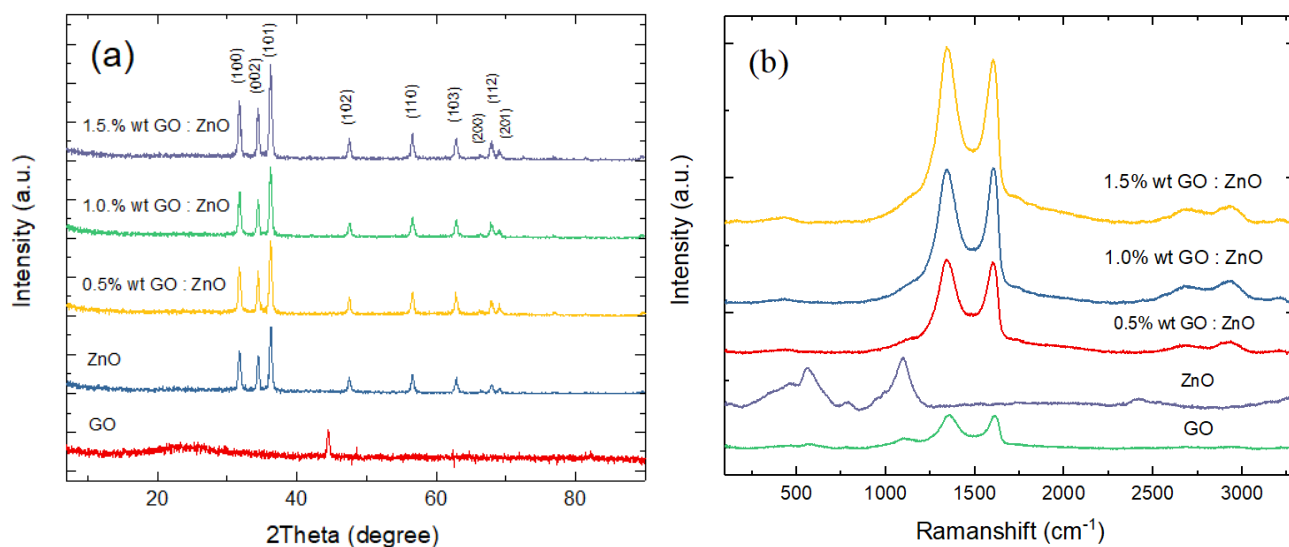 (a)
(100)
(002)
(101)
(102)
(110)
(103)
(200)
(112)
(201)
1.5.% wt GO : ZnO
1.0.% wt GO : ZnO
0.5% wt GO : ZnO
ZnO
GO
Intensity (a.u.)
20
40
60
80
2Theta (degree)
(b)
1.5% wt GO : ZnO
1.0% wt GO : ZnO
0.5% wt GO : ZnO
ZnO
GO
Intensity (a.u.)
500
1000
1500
2000
2500
3000
Ramanshift (cm⁻¹)